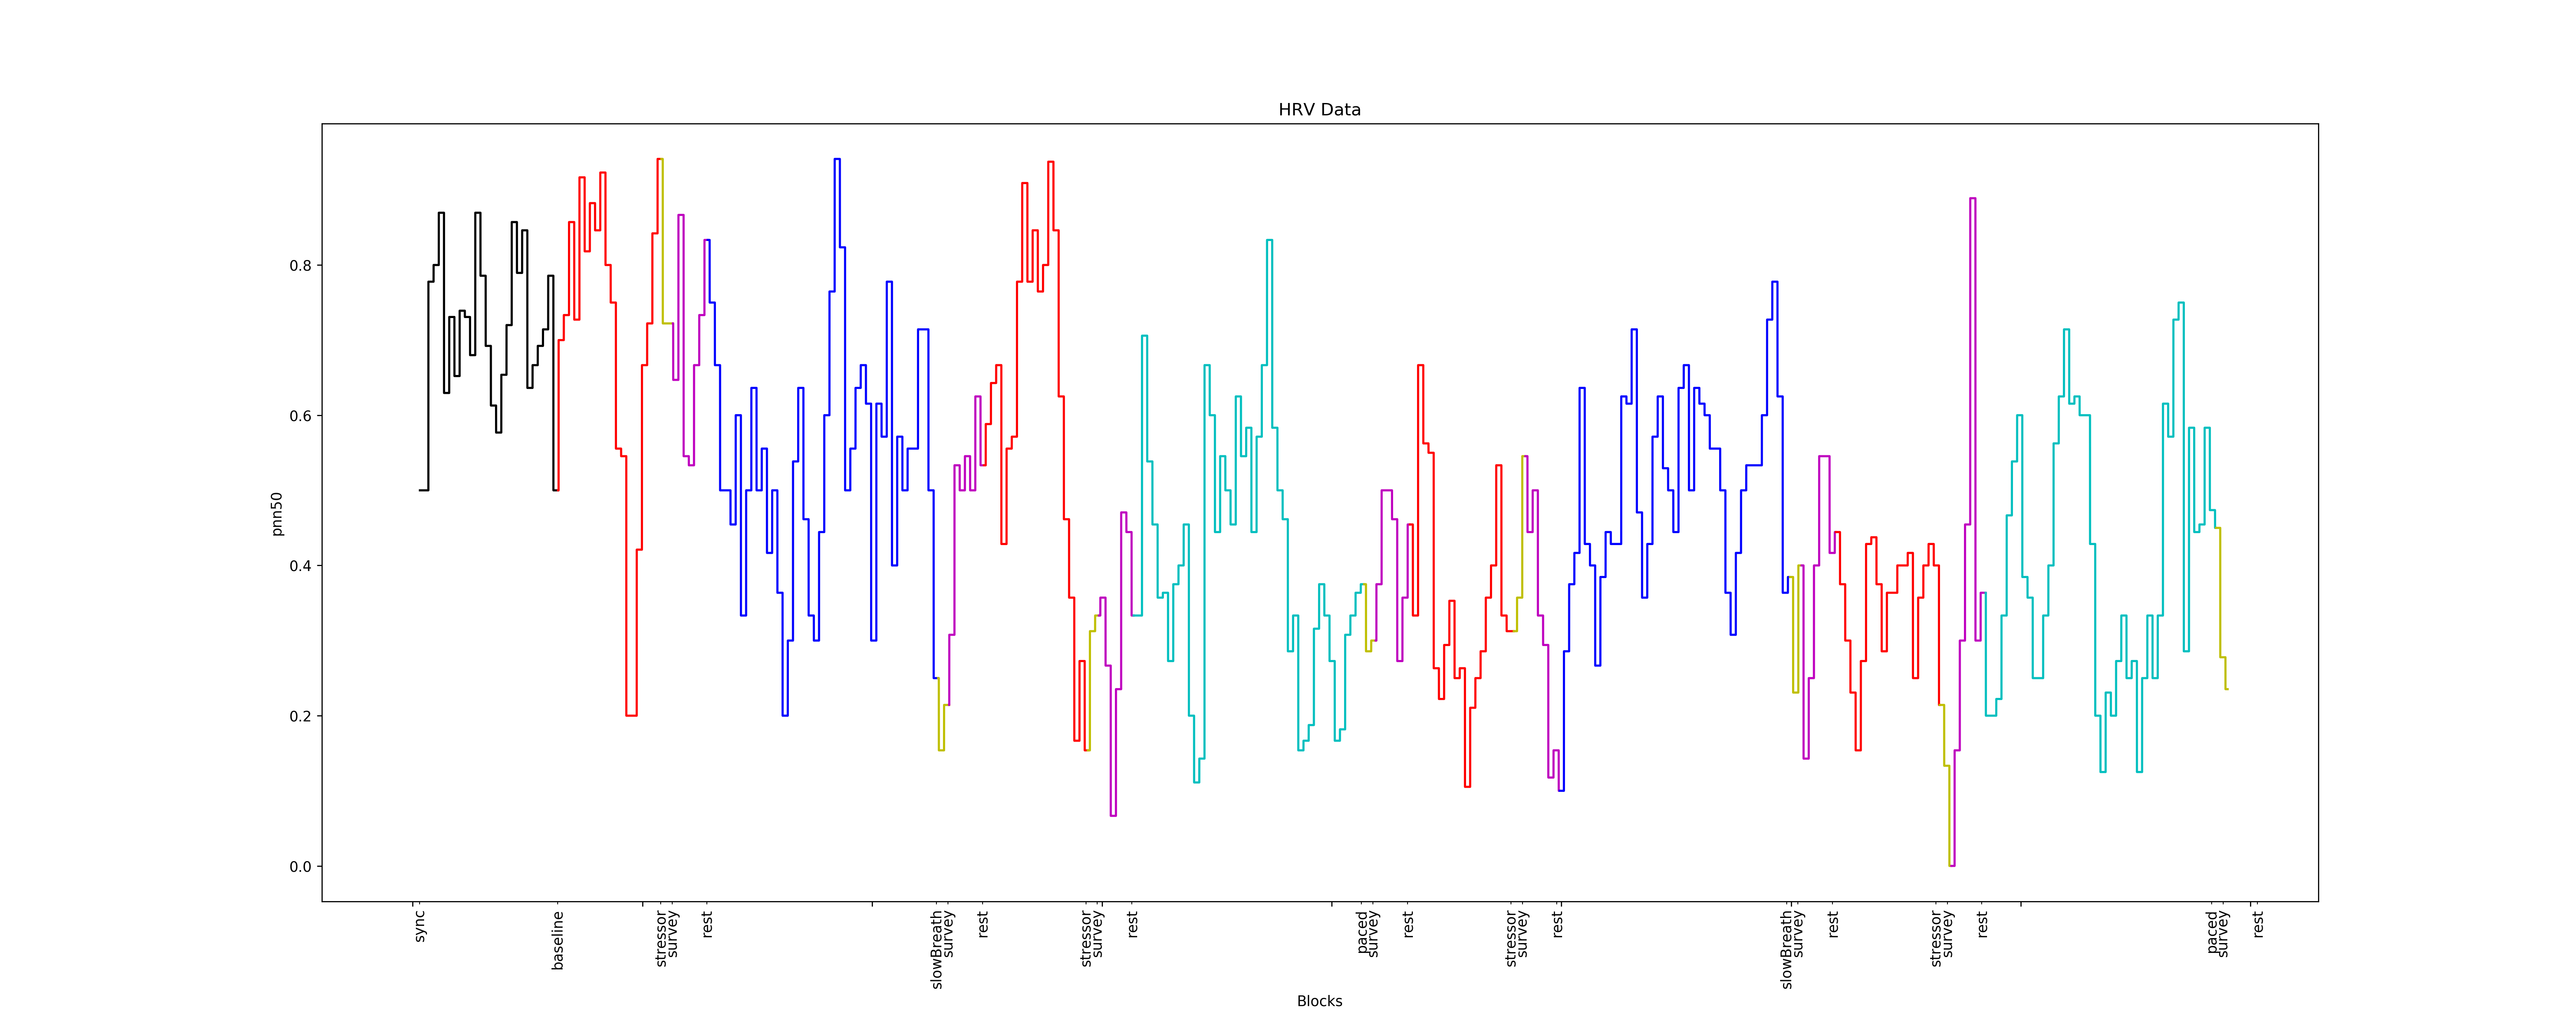 HRV Data
0.8
0.6
0.4
0.2
0.0
pnn50
sync
baseline
stressor
survey
rest
slowBreath
survey
rest
stressor
survey
rest
paced
survey
rest
stressor
survey
rest
slowBreath
survey
rest
stressor
survey
rest
paced
survey
rest
Blocks